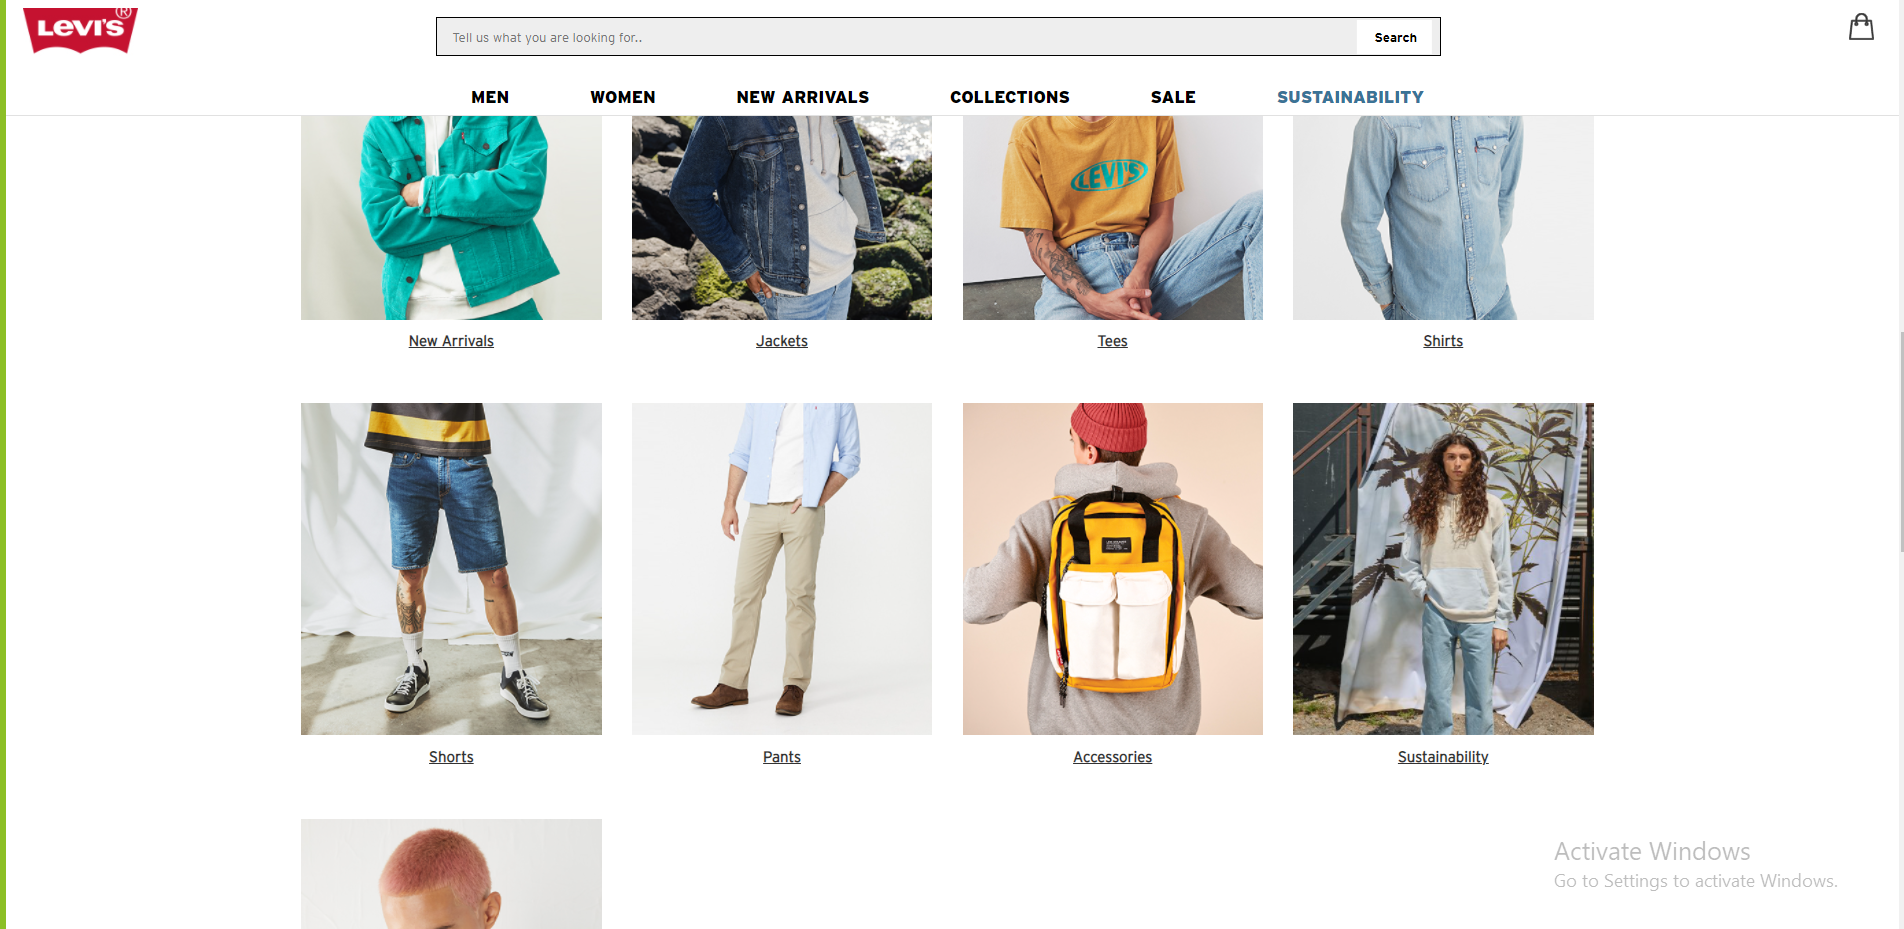 LEVI'S ®
Tell us what you are looking for..
Search
MEN WOMEN NEW ARRIVALS COLLECTIONS SALE SUSTAINABILITY
LEVI'S
New Arrivals Jackets Tees Shirts
Shorts Pants Accessories Sustainability
Activate Windows
Go to Settings to activate Windows.